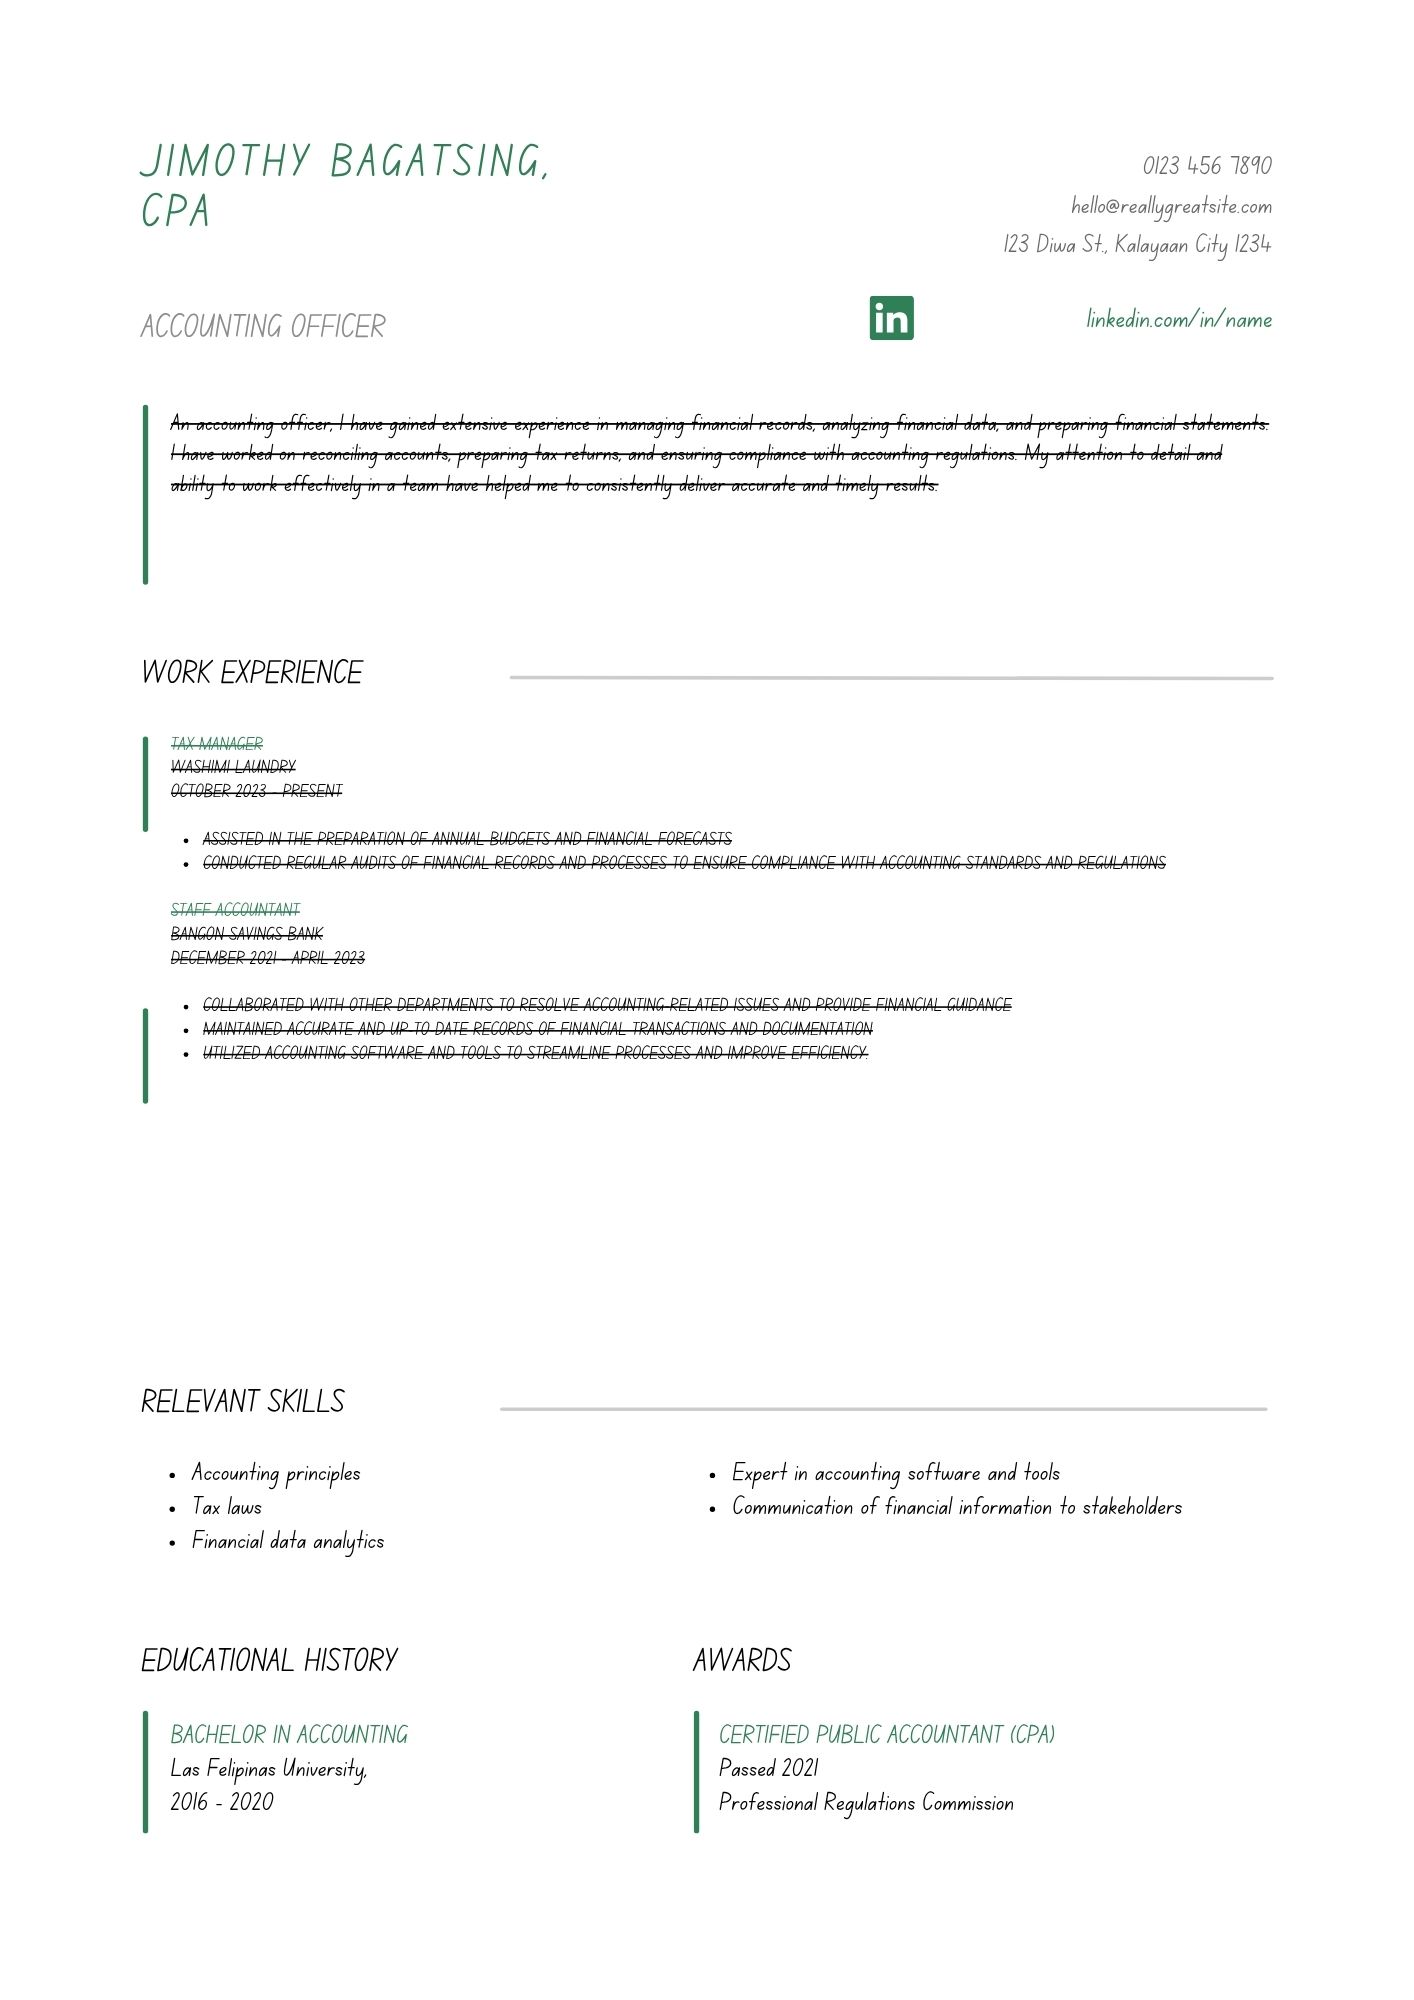 JIMOTHY BAGATSING,
CPA
0123 456 7890
hello@reallygreatsite.com
123 Diwa St., Kalayaan City 1234
ACCOUNTING OFFICER
in
linkedin.com/in/name
An accounting officer, I have gained extensive experience in managing financial records, analyzing financial data, and preparing financial statements.
I have worked on reconciling accounts, preparing tax returns, and ensuring compliance with accounting regulations. My attention to detail and
ability to work effectively in a team have helped me to consistently deliver accurate and timely results.
WORK EXPERIENCE
TAX MANAGER
WASHIMI LAUNDRY
OCTOBER 2023 - PRESENT
• ASSISTED IN THE PREPARATION OF ANNUAL BUDGETS AND FINANCIAL FORECASTS
• CONDUCTED REGULAR AUDITS OF FINANCIAL RECORDS AND PROCESSES TO ENSURE COMPLIANCE WITH ACCOUNTING STANDARDS AND REGULATIONS
STAFF ACCOUNTANT
BANGON SAVINGS BANK
DECEMBER 2021 - APRIL 2023
• COLLABORATED WITH OTHER DEPARTMENTS TO RESOLVE ACCOUNTING-RELATED ISSUES AND PROVIDE FINANCIAL GUIDANCE
• MAINTAINED ACCURATE AND UP-TO-DATE RECORDS OF FINANCIAL TRANSACTIONS AND DOCUMENTATION
• UTILIZED ACCOUNTING SOFTWARE AND TOOLS TO STREAMLINE PROCESSES AND IMPROVE EFFICIENCY.
RELEVANT SKILLS
• Accounting principles
• Tax laws
• Financial data analytics
• Expert in accounting software and tools
• Communication of financial information to stakeholders
EDUCATIONAL HISTORY
BACHELOR IN ACCOUNTING
Las Felipinas University,
2016 - 2020
AWARDS
CERTIFIED PUBLIC ACCOUNTANT (CPA)
Passed 2021
Professional Regulations Commission